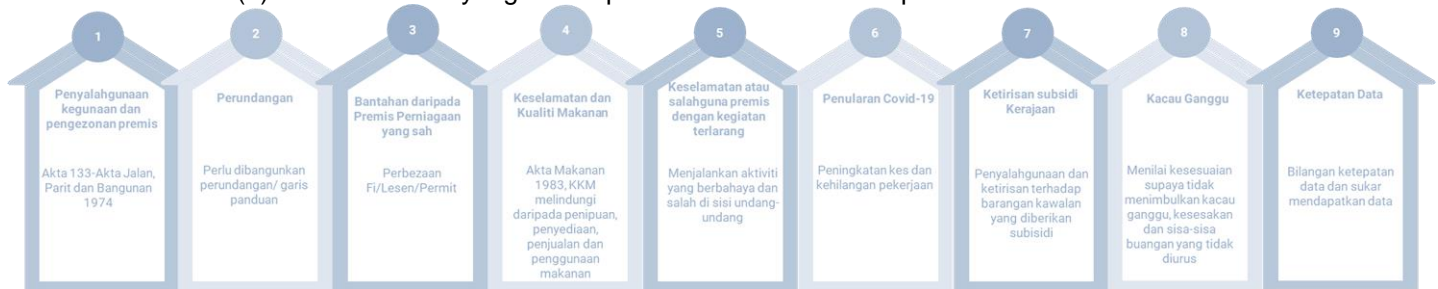 1
Penyalahgunaan
kegunaan dan
pengezonan premis
Akta 133-Akta Jalan,
Parit dan Bangunan
1974
2
Perundangan
Perlu dibangunkan
perundangan/ garis
panduan
3
Bantahan daripada
Premis Perniagaan
yang sah
Perbezaan
Fi/Lesen/Permit
4
Keselamatan dan
Kualiti Makanan
Akta Makanan
1983, KKM
melindungi
daripada penipuan,
penyediaan,
penjualan dan
penggunaan
makanan
5
Keselamatan atau
salahguna premis
dengan kegiatan
terlarang
Menjalankan aktiviti
yang berbahaya dan
salah di sisi undang-
undang
6
Penularan Covid-19
Peningkatan kes dan
kehilangan pekerjaan
7
Ketirisan subsidi
Kerajaan
Penyalahgunaan dan
ketirisan terhadap
barangan kawalan
yang diberikan
subisidi
8
Kacau Ganggu
Menilai kesesuaian
supaya tidak
menimbulkan kacau
ganggu, kesesakan
dan sisa-sisa
buangan yang tidak
diurus
9
Ketepatan Data
Bilangan ketepatan
data dan sukar
mendapatkan data